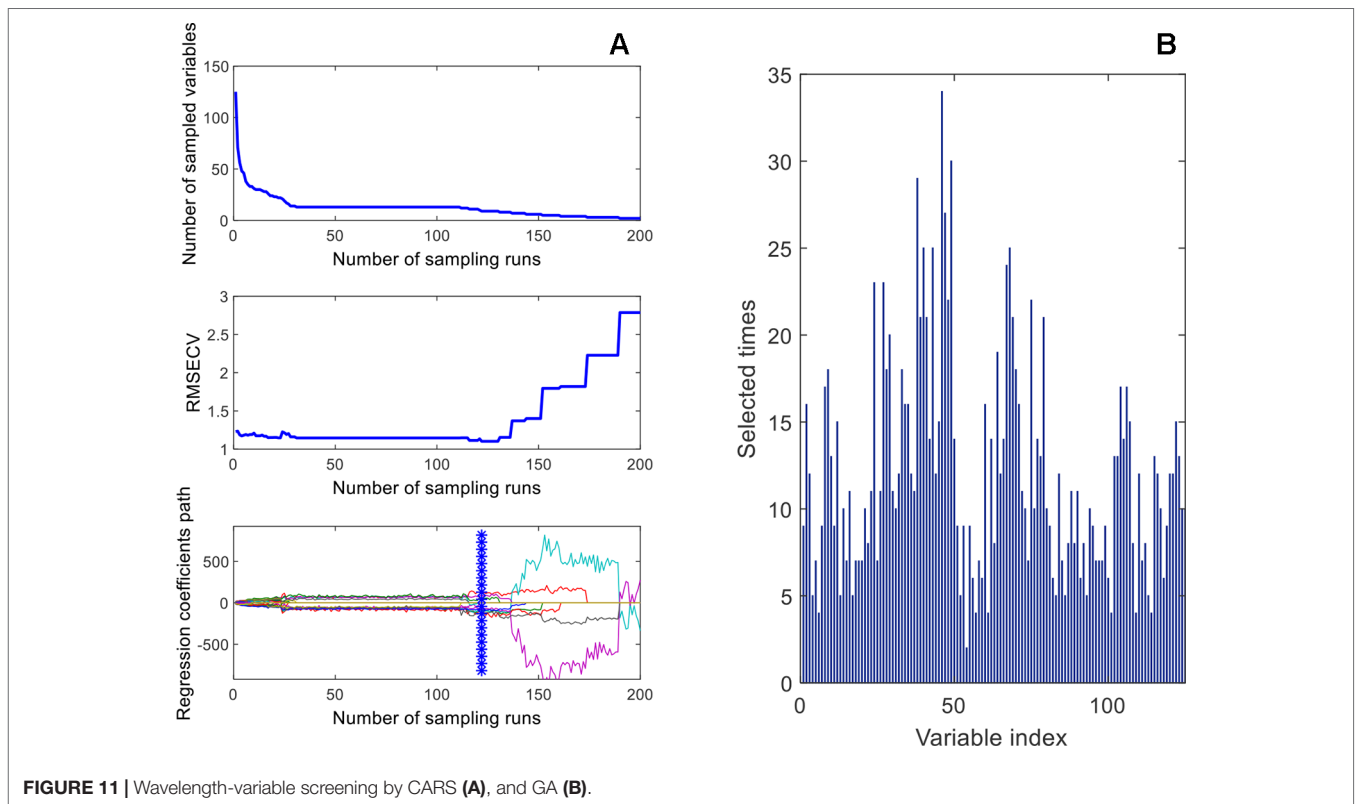 A
Number of sampled variables
150
100
50
0
0 50 100 150 200
Number of sampling runs
RMSECV
3
2.5
2
1.5
1
0 50 100 150 200
Number of sampling runs
Regression coefficients path
500
0
-500
0 50 100 150 200
Number of sampling runs
B
Selected times
35
30
25
20
15
10
5
0
0 50 100
Variable index
FIGURE 11 | Wavelength-variable screening by CARS (A), and GA (B).